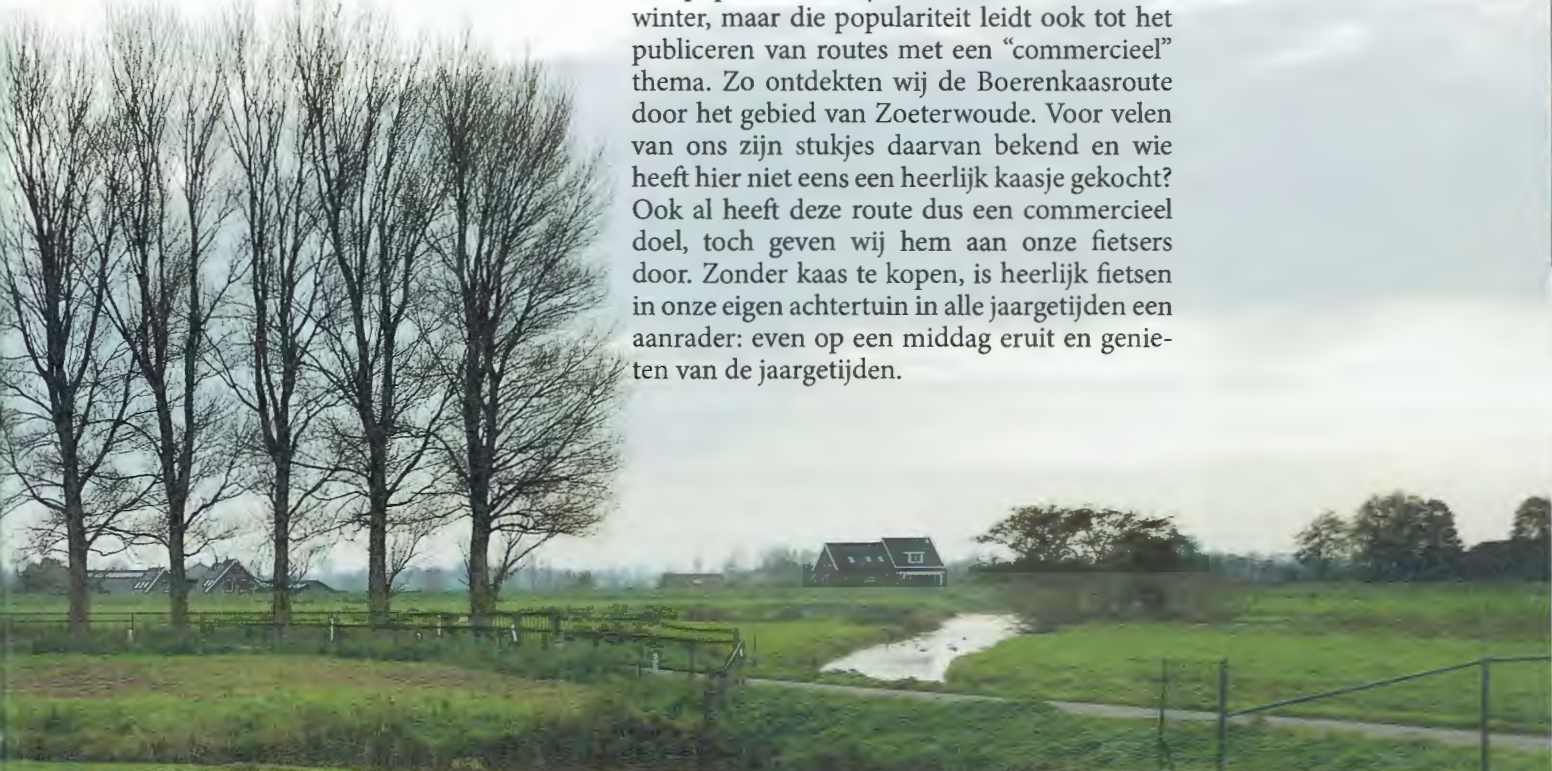 winter, maar die populariteit leidt ook tot het
publiceren van routes met een “commercieel”
thema. Zo ontdekten wij de Boerenkaasroute
door het gebied van Zoeterwoude. Voor velen
van ons zijn stukjes daarvan bekend en wie
heeft hier niet eens een heerlijk kaasje gekocht?
Ook al heeft deze route dus een commercieel
doel, toch geven wij hem aan onze fietsers
door. Zonder kaas te kopen, is heerlijk fietsen
in onze eigen achtertuin in alle jaargetijden een
aanrader: even op een middag eruit en genie-
ten van de jaargetijden.